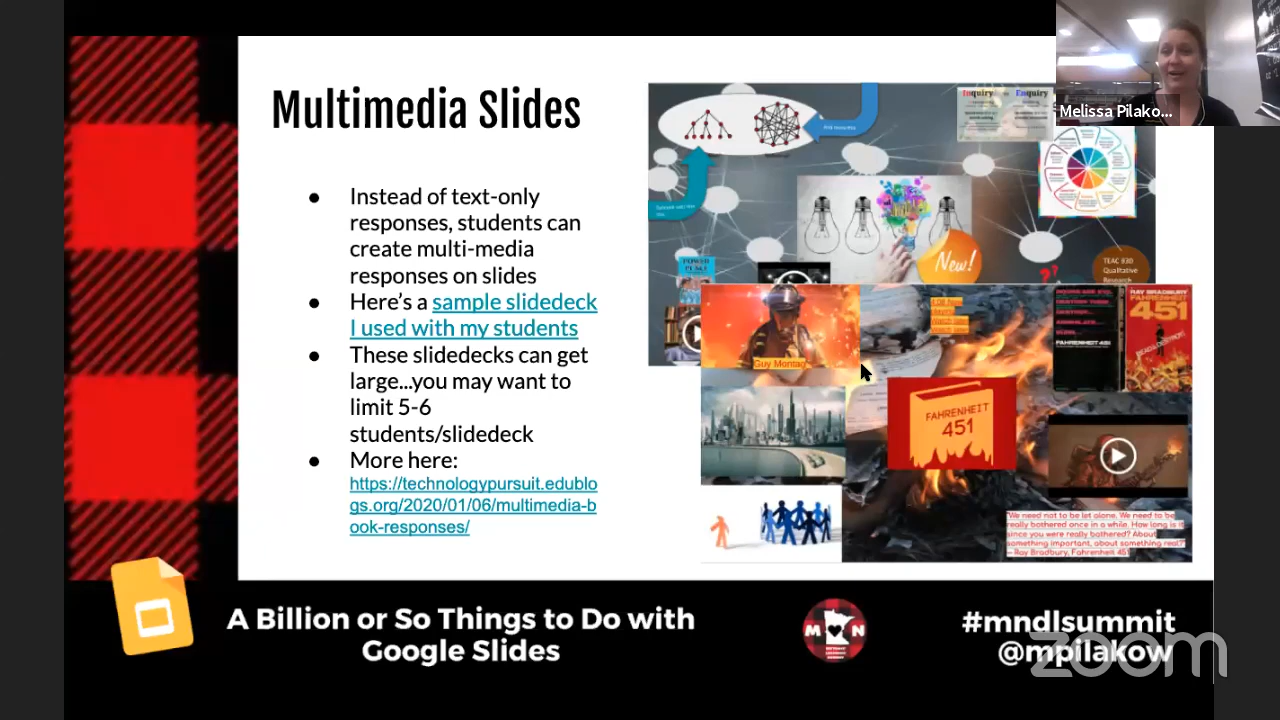 Multimedia Slides
● Instead of text-only
responses, students can
create multi-media
responses on slides
● Here's a sample slidedeck
I used with my students
● These slidedecks can get
large...you may want to
limit 5-6
students/slidedeck
● More here:
https://technologypursuit.edublo
gs.org/2020/01/06/multimedia-b
ook-responses/
Inquiry
Enquiry
Melissa Pilako...
New!
TEAC 930
Qualitative
Research
Guy Montag
RAY BRADBURY
FAHRENHEIT
451
FAHRENHEIT 451
FAHRENHEIT
451
"We need not to be let alone. We need to be
really bothered once in a while. How long is it
since you were really bothered? About
something important, about something real?"
– Ray Bradbury, Fahrenheit 451
A Billion or So Things to Do with
Google Slides
M N
#mndlsummit
@mpilakow
zoom